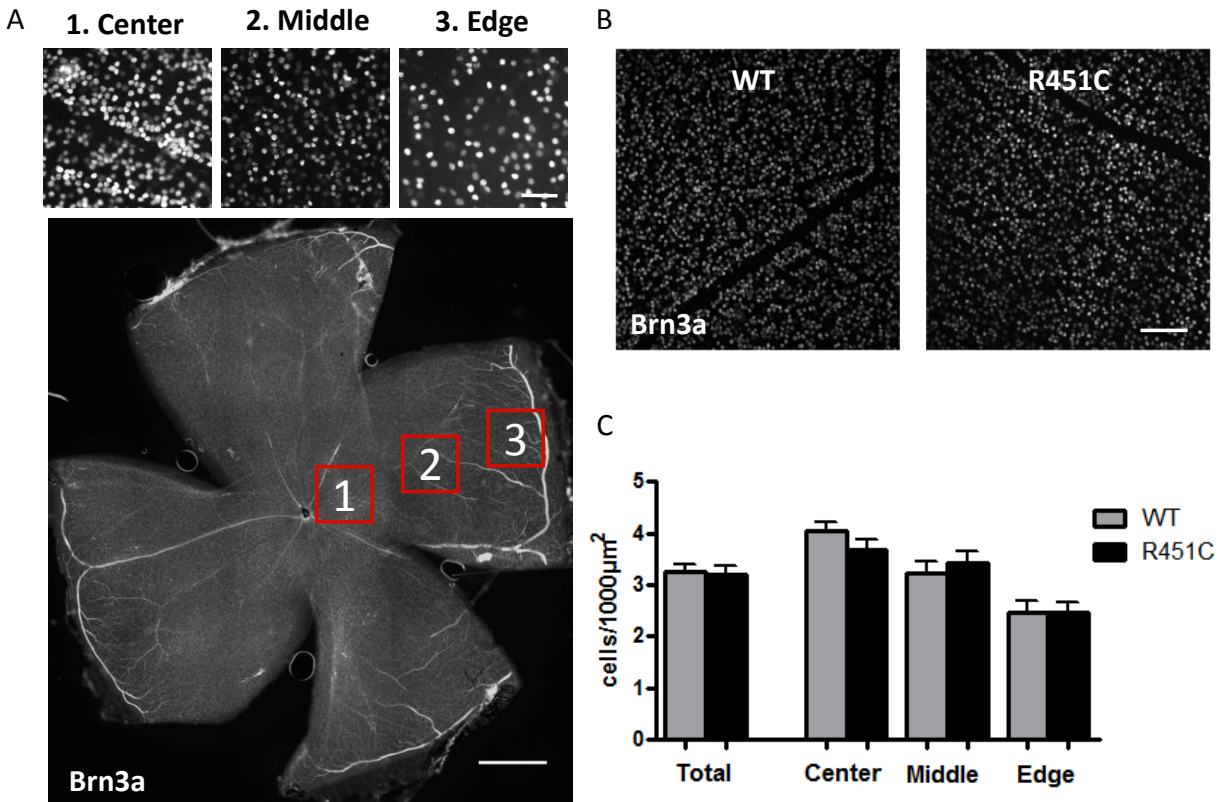 A
1. Center
2. Middle
3. Edge
1
2
3
Brn3a
B
WT
R451C
Brn3a
C
cells/1000µm²
5
4
3
2
1
0
Total
Center
Middle
Edge
WT
R451C